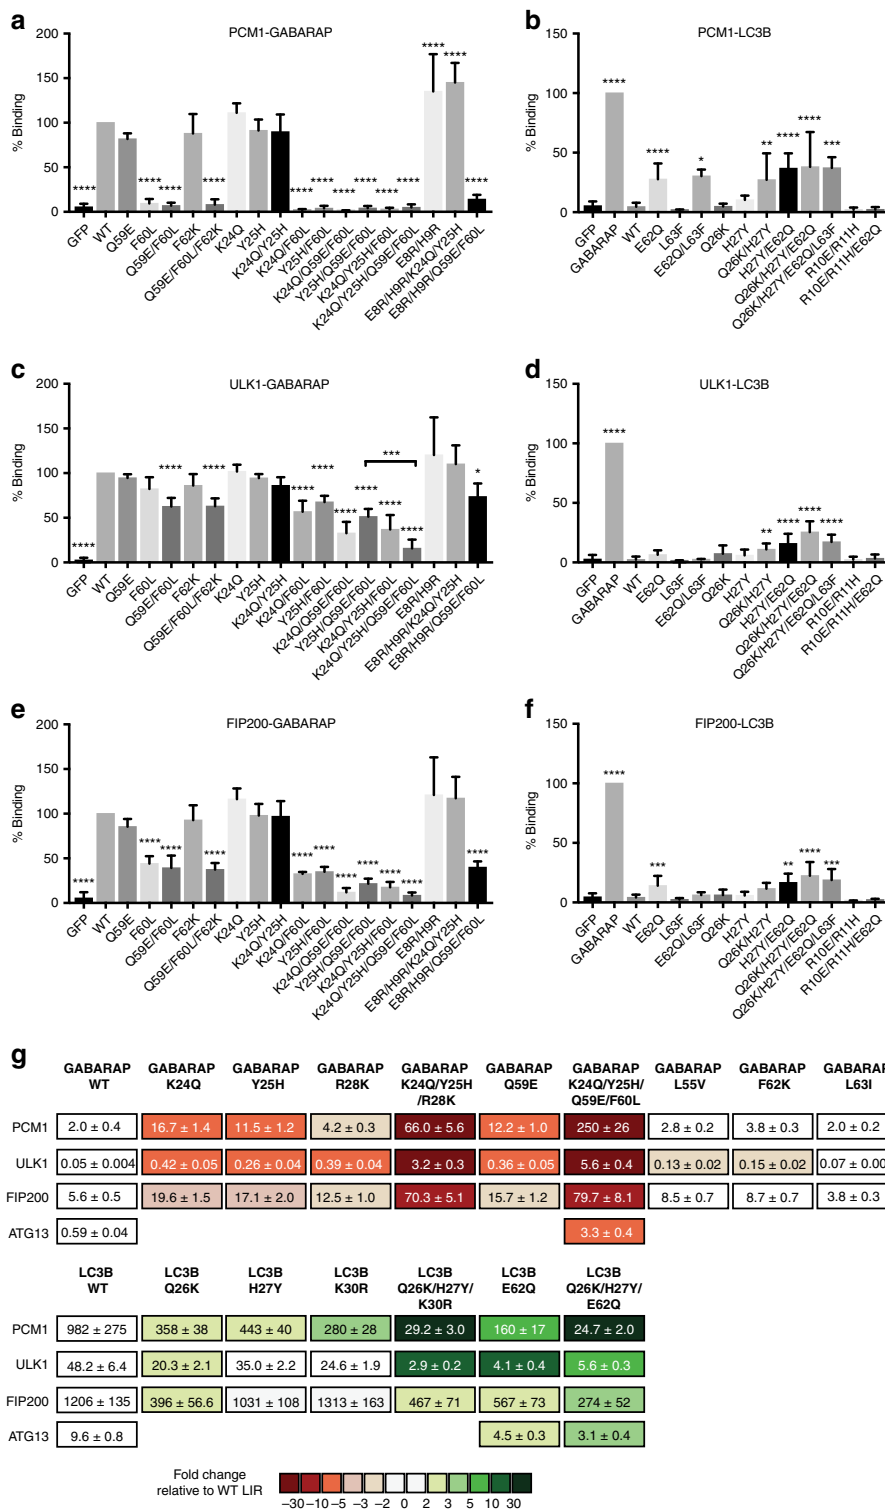 a
PCM1-GABARAP
% Binding
200
150
100
50
0
****
****
****
****
****
****
****
****
****
****
****
****
****
GFP
WT
Q59E
F60L
Q59E/F60L
F62K
Q59E/F60L/F62K
K24Q
Y25H
K24Q/Y25H
K24Q/F60L
Y25H/F60L
K24Q/Q59E/F60L
Y25H/Q59E/F60L
K24Q/Y25H/F60L
K24Q/Y25H/Q59E/F60L
E8R/H9R
E8R/H9R/K24Q/Y25H
E8R/H9R/Q59E/F60L
b
PCM1-LC3B
% Binding
150
100
50
0
****
****
*
**
****
****
***
GFP
GABARAP
WT
E62Q
L63F
E62Q/L63F
Q26K
H27Y
Q26K/H27Y
H27Y/E62Q
Q26K/H27Y/E62Q
Q26K/H27Y/E62Q/L63F
R10E/R11H
R10E/R11H/E62Q
c
ULK1-GABARAP
% Binding
200
150
100
50
0
****
****
****
****
****
****
****
****
****
***
*
GFP
WT
Q59E
F60L
Q59E/F60L
F62K
Q59E/F60L/F62K
K24Q
Y25H
K24Q/Y25H
K24Q/F60L
Y25H/F60L
K24Q/Q59E/F60L
Y25H/Q59E/F60L
K24Q/Y25H/F60L
K24Q/Y25H/Q59E/F60L
E8R/H9R
E8R/H9R/K24Q/Y25H
E8R/H9R/Q59E/F60L
d
ULK1-LC3B
% Binding
150
100
50
0
****
**
****
****
****
GFP
GABARAP
WT
E62Q
L63F
E62Q/L63F
Q26K
H27Y
Q26K/H27Y
H27Y/E62Q
Q26K/H27Y/E62Q
Q26K/H27Y/E62Q/L63F
R10E/R11H
R10E/R11H/E62Q
e
FIP200-GABARAP
% Binding
200
150
100
50
0
****
****
****
****
****
****
****
****
****
****
****
GFP
WT
Q59E
F60L
Q59E/F60L
F62K
Q59E/F60L/F62K
K24Q
Y25H
K24Q/Y25H
K24Q/F60L
Y25H/F60L
K24Q/Q59E/F60L
Y25H/Q59E/F60L
K24Q/Y25H/F60L
K24Q/Y25H/Q59E/F60L
E8R/H9R
E8R/H9R/K24Q/Y25H
E8R/H9R/Q59E/F60L
f
FIP200-LC3B
% Binding
150
100
50
0
****
***
**
****
***
GFP
GABARAP
WT
E62Q
L63F
E62Q/L63F
Q26K
H27Y
Q26K/H27Y
H27Y/E62Q
Q26K/H27Y/E62Q
Q26K/H27Y/E62Q/L63F
R10E/R11H
R10E/R11H/E62Q
g
GABARAP GABARAP GABARAP GABARAP GABARAP GABARAP GABARAP GABARAP GABARAP GABARAP
WT K24Q Y25H R28K K24Q/Y25H Q59E K24Q/Y25H/ L55V F62K L63I
/R28K Q59E/F60L
PCM1 2.0 ± 0.4 16.7 ± 1.4 11.5 ± 1.2 4.2 ± 0.3 66.0 ± 5.6 12.2 ± 1.0 250 ± 26 2.8 ± 0.2 3.8 ± 0.3 2.0 ± 0.2
ULK1 0.05 ± 0.004 0.42 ± 0.05 0.26 ± 0.04 0.39 ± 0.04 3.2 ± 0.3 0.36 ± 0.05 5.6 ± 0.4 0.13 ± 0.02 0.15 ± 0.02 0.07 ± 0.00
FIP200 5.6 ± 0.5 19.6 ± 1.5 17.1 ± 2.0 12.5 ± 1.0 70.3 ± 5.1 15.7 ± 1.2 79.7 ± 8.1 8.5 ± 0.7 8.7 ± 0.7 3.8 ± 0.3
ATG13 0.59 ± 0.04 3.3 ± 0.4
LC3B LC3B LC3B LC3B LC3B LC3B LC3B
WT Q26K H27Y K30R Q26K/H27Y/ E62Q Q26K/H27Y/
K30R E62Q
PCM1 982 ± 275 358 ± 38 443 ± 40 280 ± 28 29.2 ± 3.0 160 ± 17 24.7 ± 2.0
ULK1 48.2 ± 6.4 20.3 ± 2.1 35.0 ± 2.2 24.6 ± 1.9 2.9 ± 0.2 4.1 ± 0.4 5.6 ± 0.3
FIP200 1206 ± 135 396 ± 56.6 1031 ± 108 1313 ± 163 467 ± 71 567 ± 73 274 ± 52
ATG13 9.6 ± 0.8 4.5 ± 0.3 3.1 ± 0.4
Fold change
relative to WT LIR
–30 –10 –5 –3 –2 0 2 3 5 10 30